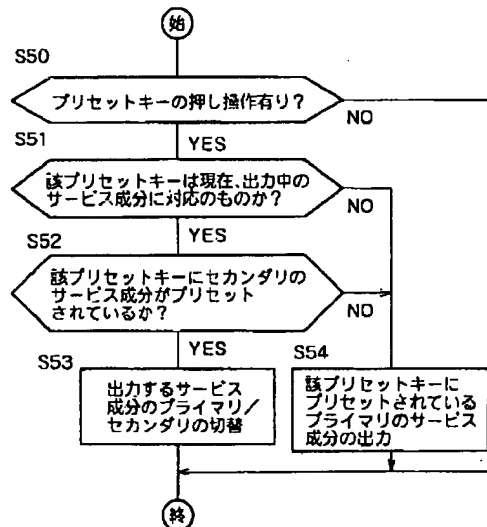 始
S50
プリセットキーの押し操作有り?
NO
YES
S51
該プリセットキーは現在、出力中の
サービス成分に対応のものか?
NO
YES
S52
該プリセットキーにセカンダリの
サービス成分がプリセット
されているか?
NO
YES
S53
出力するサービス
成分のプライマリ/
セカンダリの切替
S54
該プリセットキーに
プリセットされている
プライマリのサービス
成分の出力
終